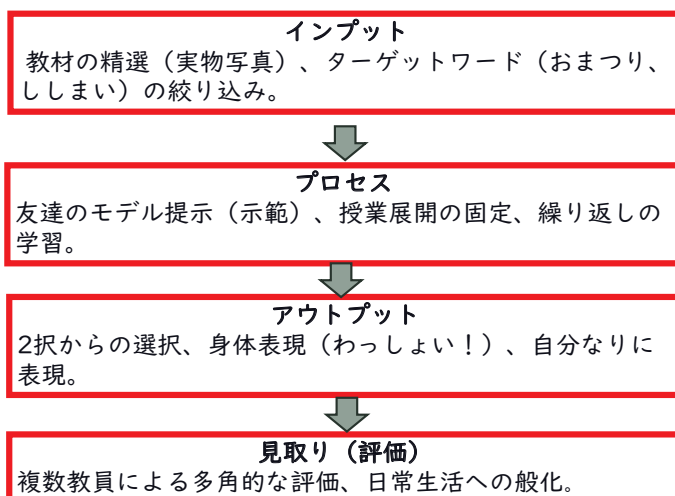 インプット
教材の精選（実物写真）、ターゲットワード（おまつり、
ししまい）の絞り込み。
プロセス
友達のモデル提示（示範）、授業展開の固定、繰り返しの
学習。
アウトプット
2択からの選択、身体表現（わっしょい！）、自分なりに
表現。
見取り（評価）
複数教員による多角的な評価、日常生活への般化。